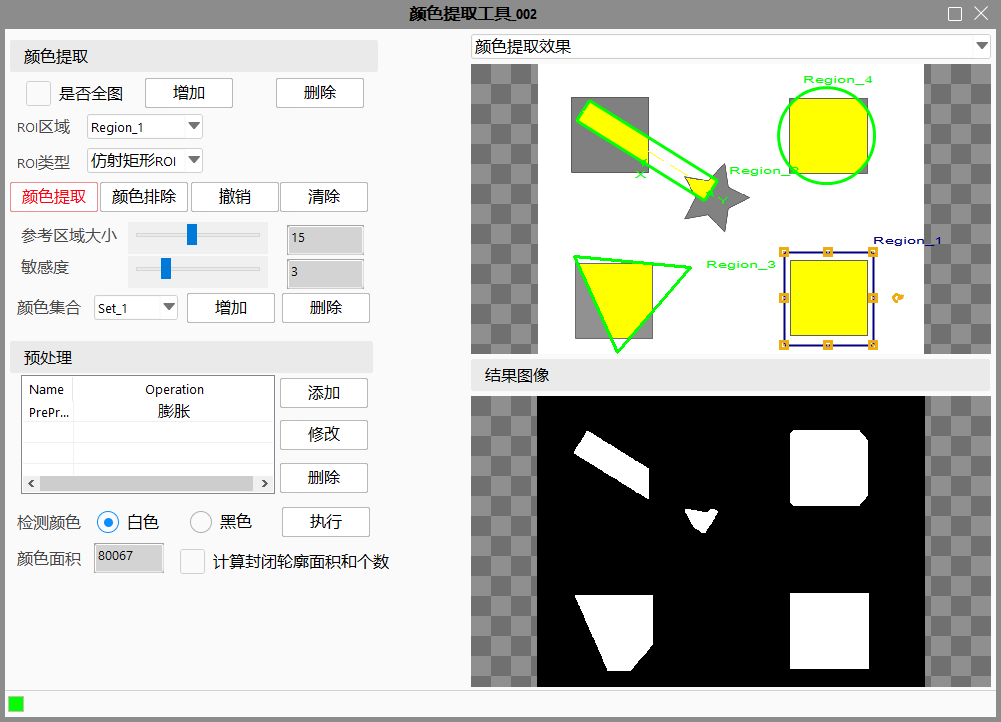 颜色提取工具_002
颜色提取
是否全图 增加 删除
ROI区域 Region_1
ROI类型 仿射矩形ROI
颜色提取 颜色排除 撤销 清除
参考区域大小 15
敏感度 3
颜色集合 Set_1 增加 删除
预处理
Name Operation 添加
PrePr... 膨胀
修改
删除
检测颜色 白色 黑色 执行
颜色面积 80067 计算封闭轮廓面积和个数
颜色提取效果
Region_4
Region_
X
Y
Region_1
Region_3
结果图像